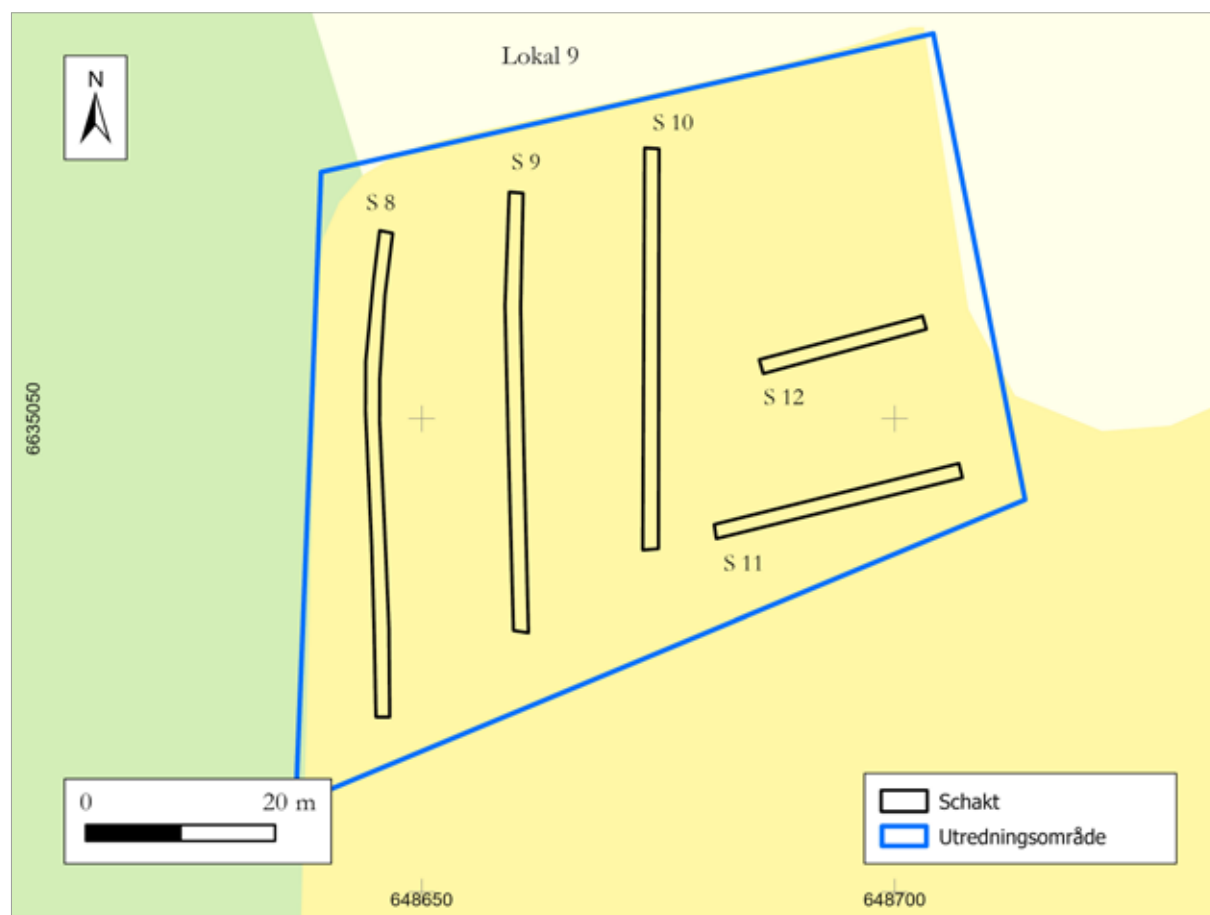 Lokal 9
N
S 10
S 9
S 8
S 12
6635050
S 11
0 20 m
Schakt
Utredningsområde
648650 648700